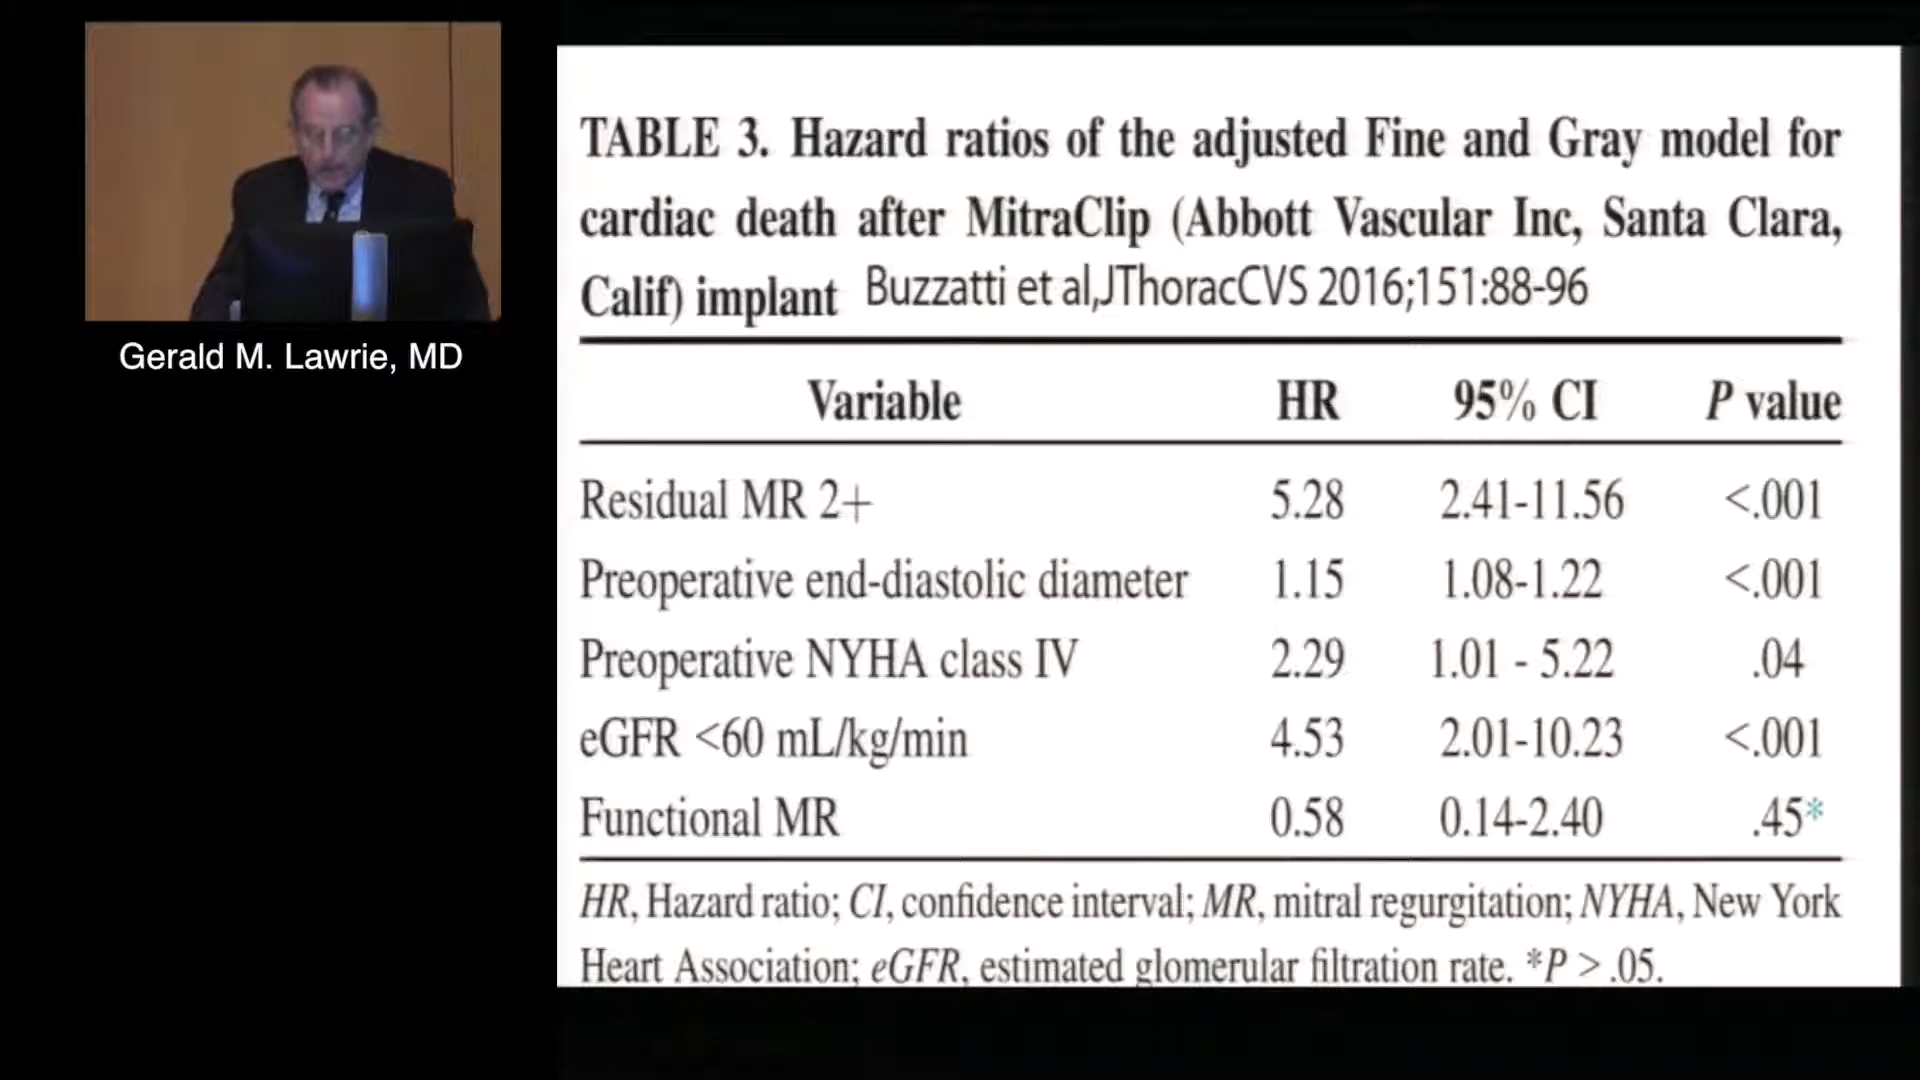 Gerald M. Lawrie, MD
TABLE 3. Hazard ratios of the adjusted Fine and Gray model for
cardiac death after MitraClip (Abbott Vascular Inc, Santa Clara,
Calif) implant Buzzatti et al,JThoracCVS 2016;151:88-96
Variable HR 95% CI P value
Residual MR 2+ 5.28 2.41-11.56 <.001
Preoperative end-diastolic diameter 1.15 1.08-1.22 <.001
Preoperative NYHA class IV 2.29 1.01 - 5.22 .04
eGFR <60 mL/kg/min 4.53 2.01-10.23 <.001
Functional MR 0.58 0.14-2.40 .45*
HR, Hazard ratio; CI, confidence interval; MR, mitral regurgitation; NYHA, New York
Heart Association; eGFR, estimated glomerular filtration rate. *P > .05.